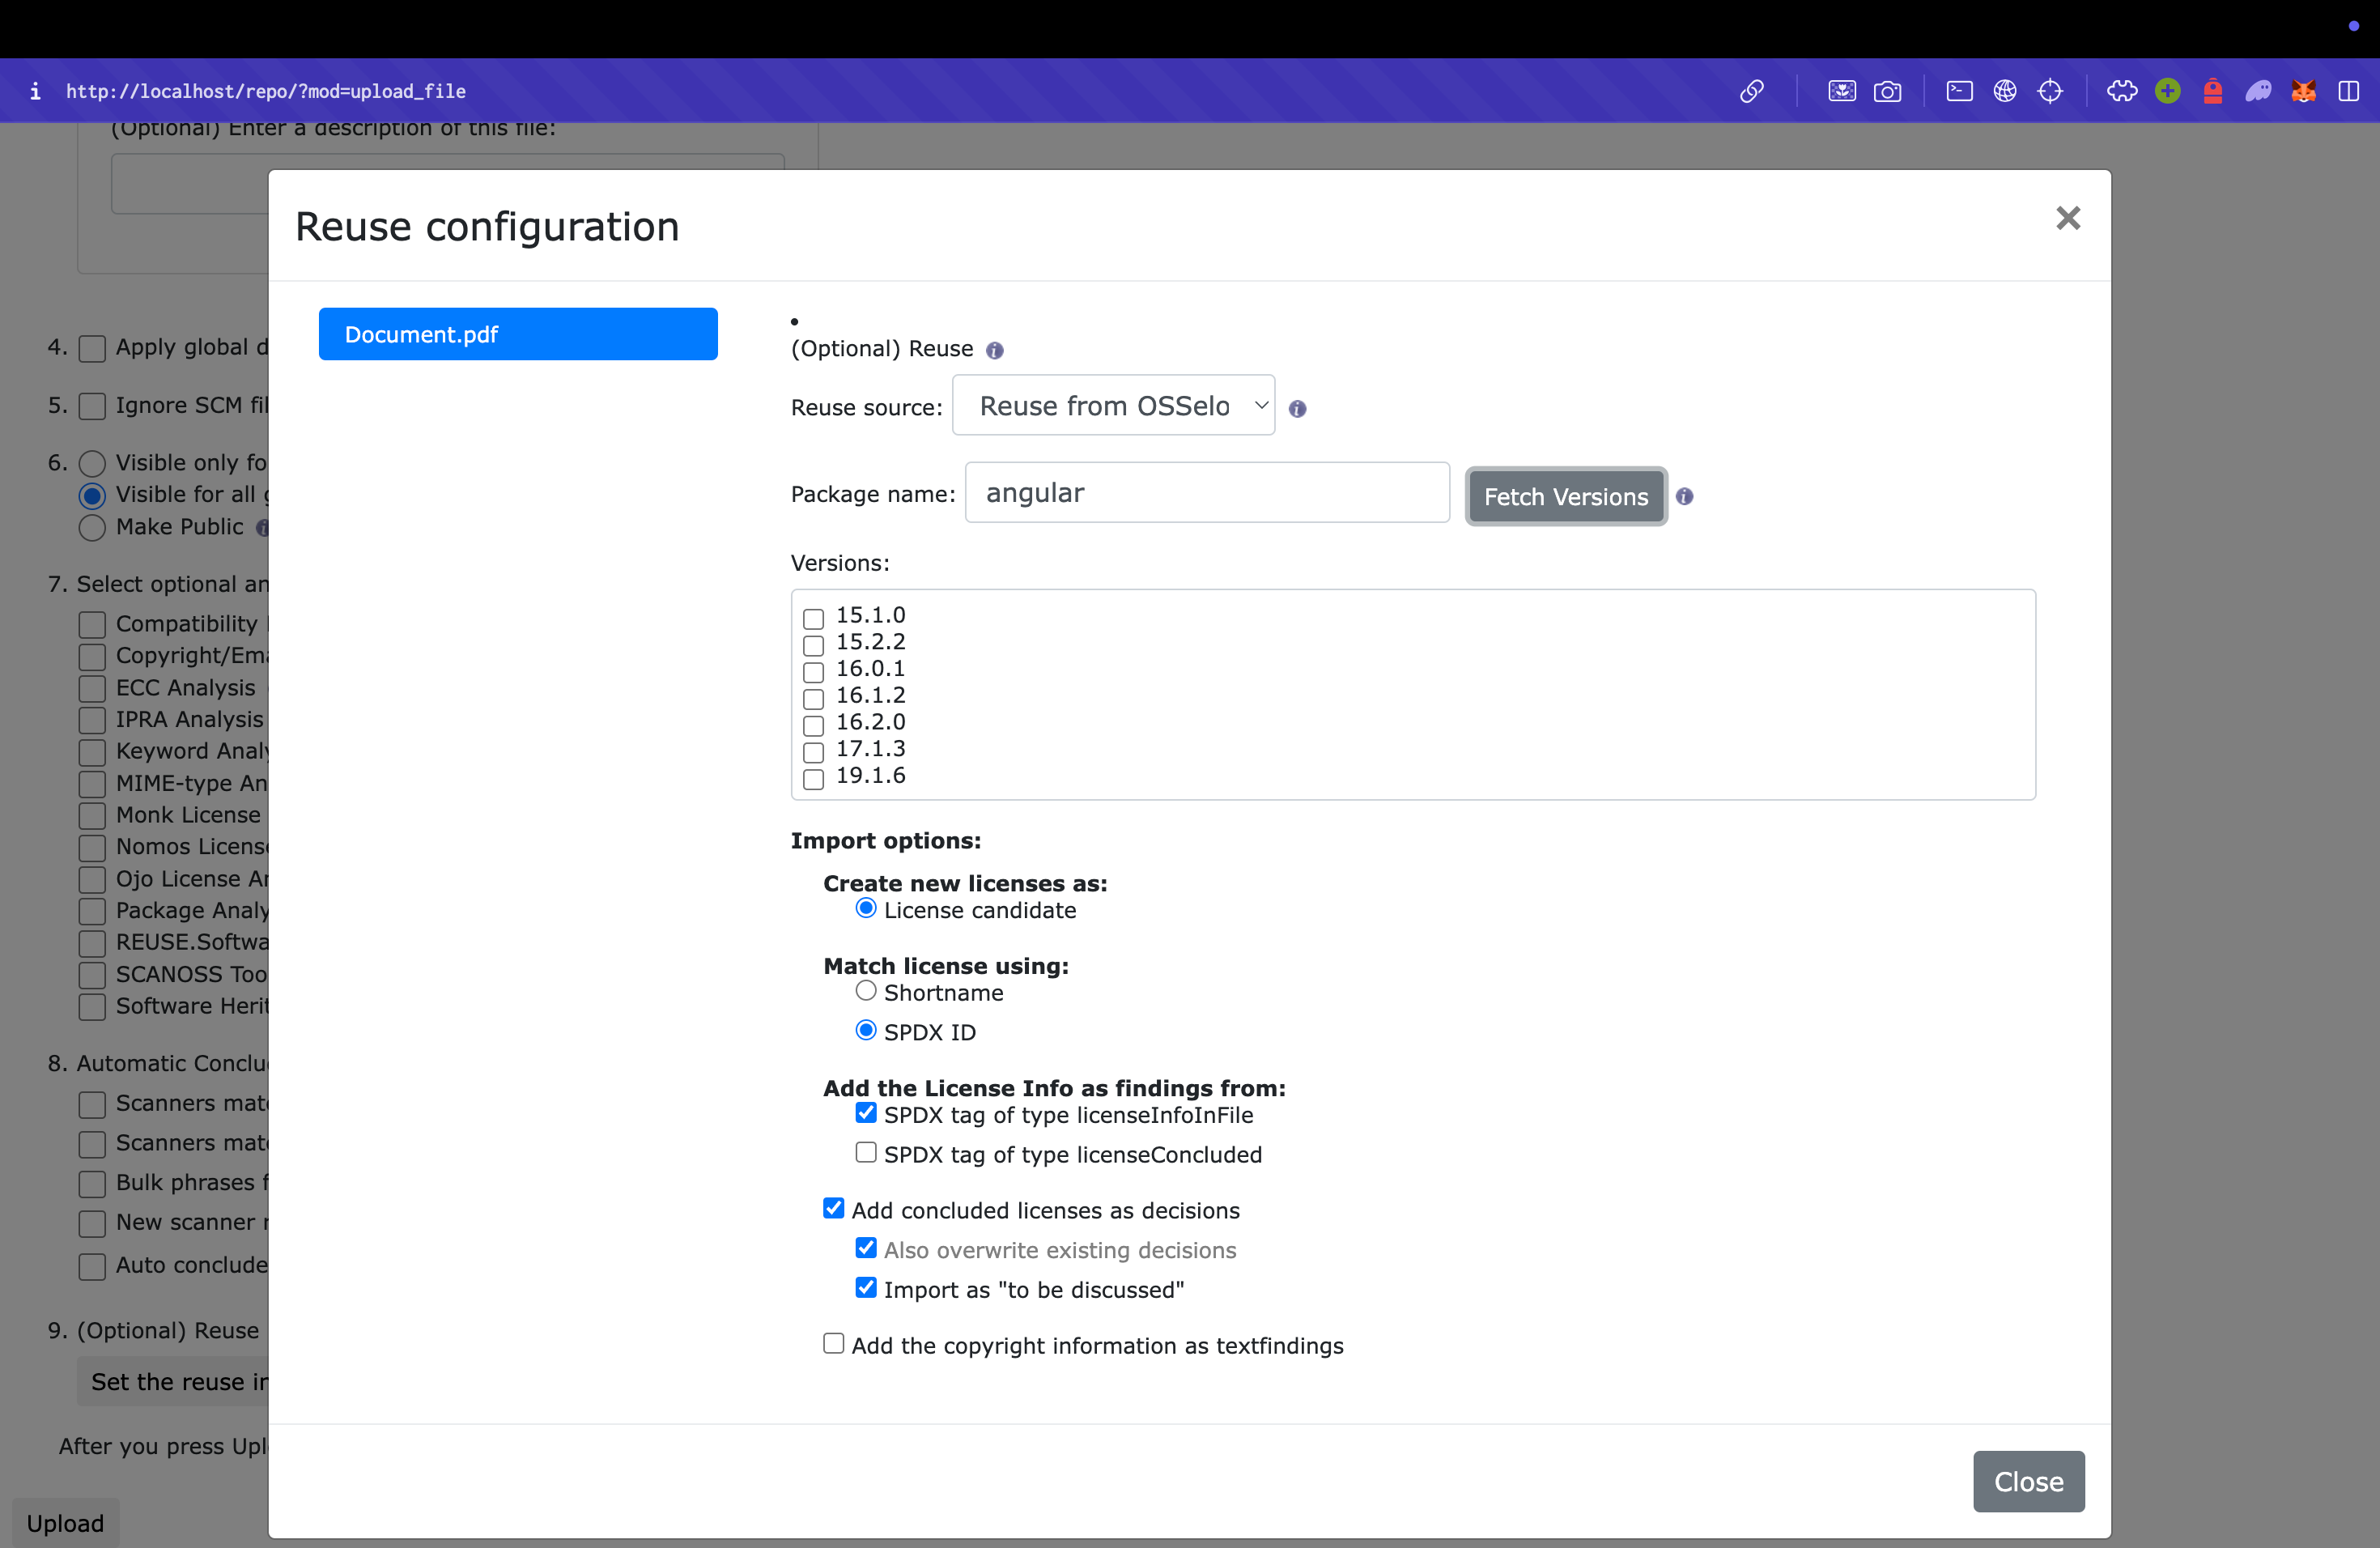 http://localhost/repo/?mod=upload_file
(Optional) Enter a description of this file:
Reuse configuration
Document.pdf
(Optional) Reuse
Reuse source: Reuse from OSSelo
Package name: angular Fetch Versions
Versions:
15.1.0
15.2.2
16.0.1
16.1.2
16.2.0
17.1.3
19.1.6
Import options:
Create new licenses as:
License candidate
Match license using:
Shortname
SPDX ID
Add the License Info as findings from:
SPDX tag of type licenseInfoInFile
SPDX tag of type licenseConcluded
Add concluded licenses as decisions
Also overwrite existing decisions
Import as "to be discussed"
Add the copyright information as textfindings
Close
4. Apply global d
5. Ignore SCM fil
6. Visible only fo
Visible for all
Make Public
7. Select optional an
Compatibility
Copyright/Ema
ECC Analysis
IPRA Analysis
Keyword Analy
MIME-type An
Monk License
Nomos License
Ojo License An
Package Analy
REUSE.Softwa
SCANOSS Too
Software Herit
8. Automatic Conclu
Scanners mat
Scanners mat
Bulk phrases f
New scanner r
Auto conclude
9. (Optional) Reuse
Set the reuse in
After you press Upl
Upload